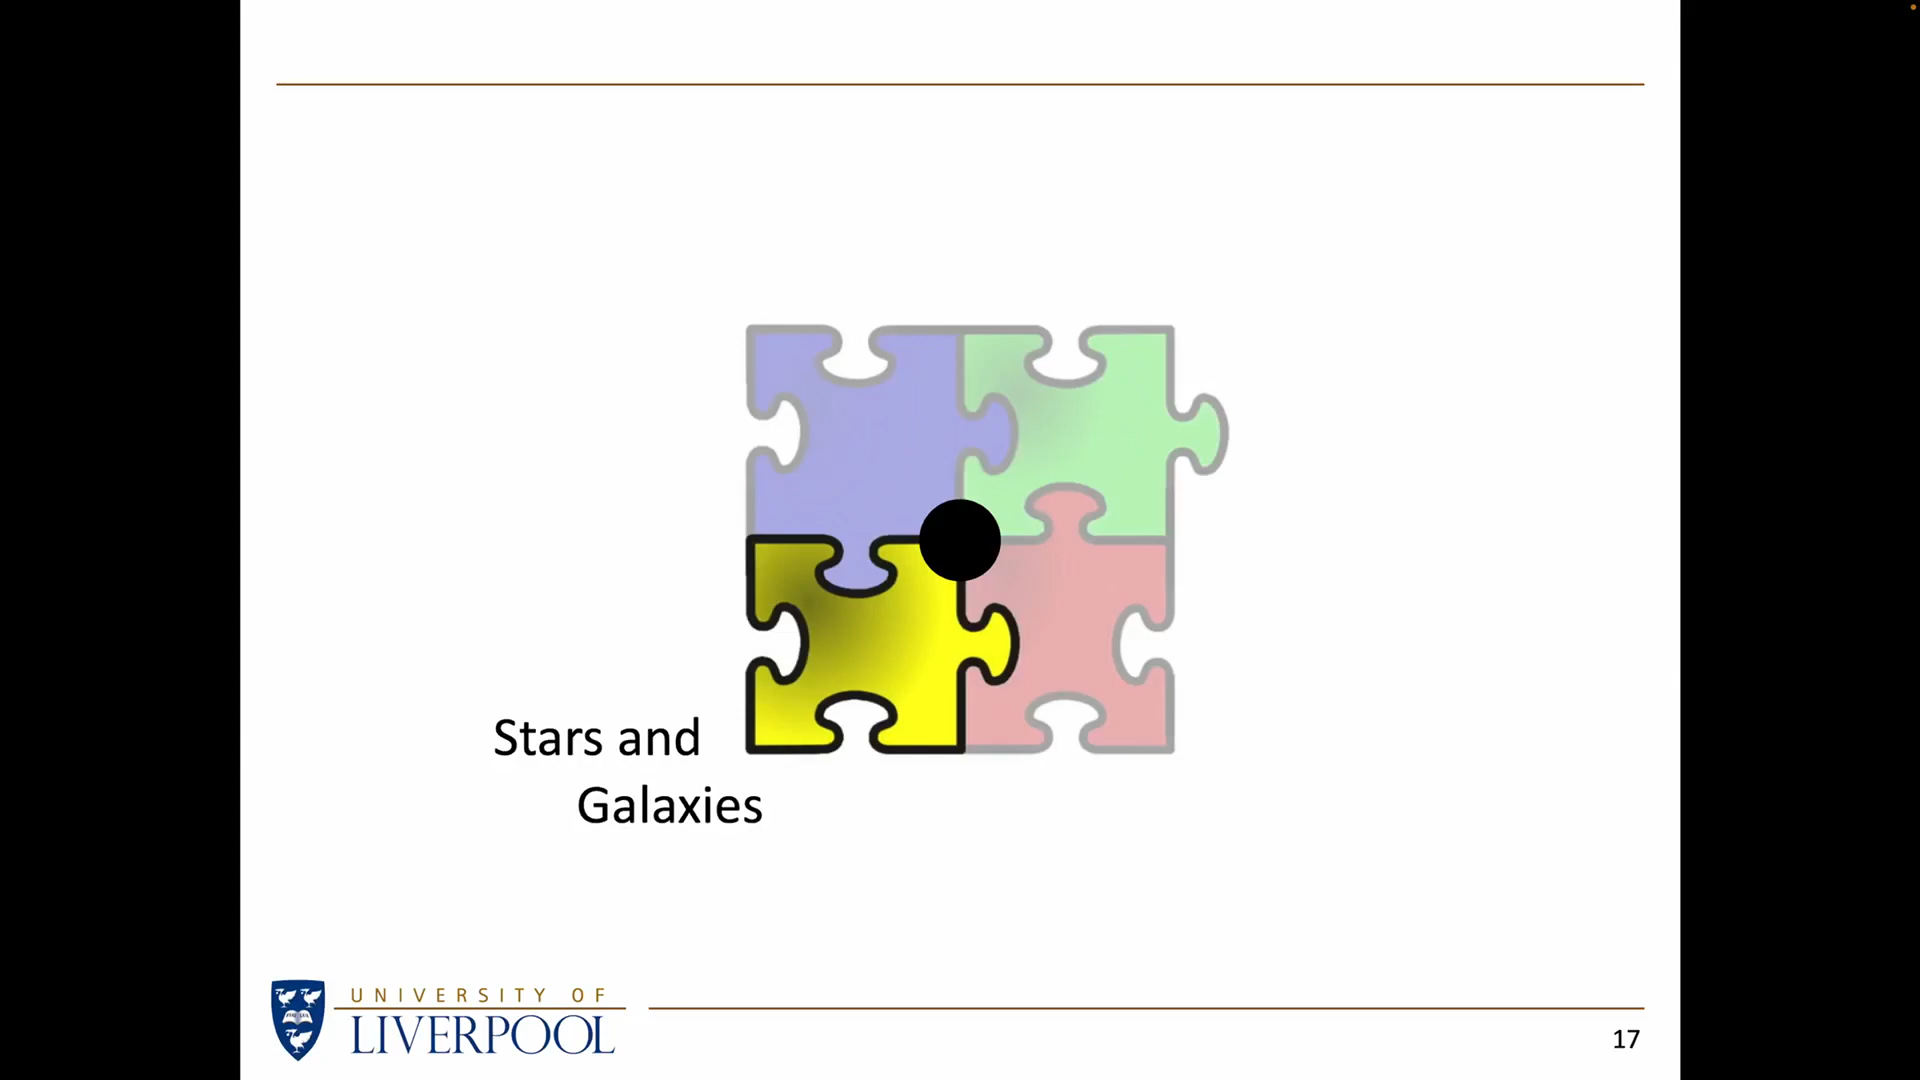 Stars and
Galaxies
UNIVERSITY OF
LIVERPOOL
17